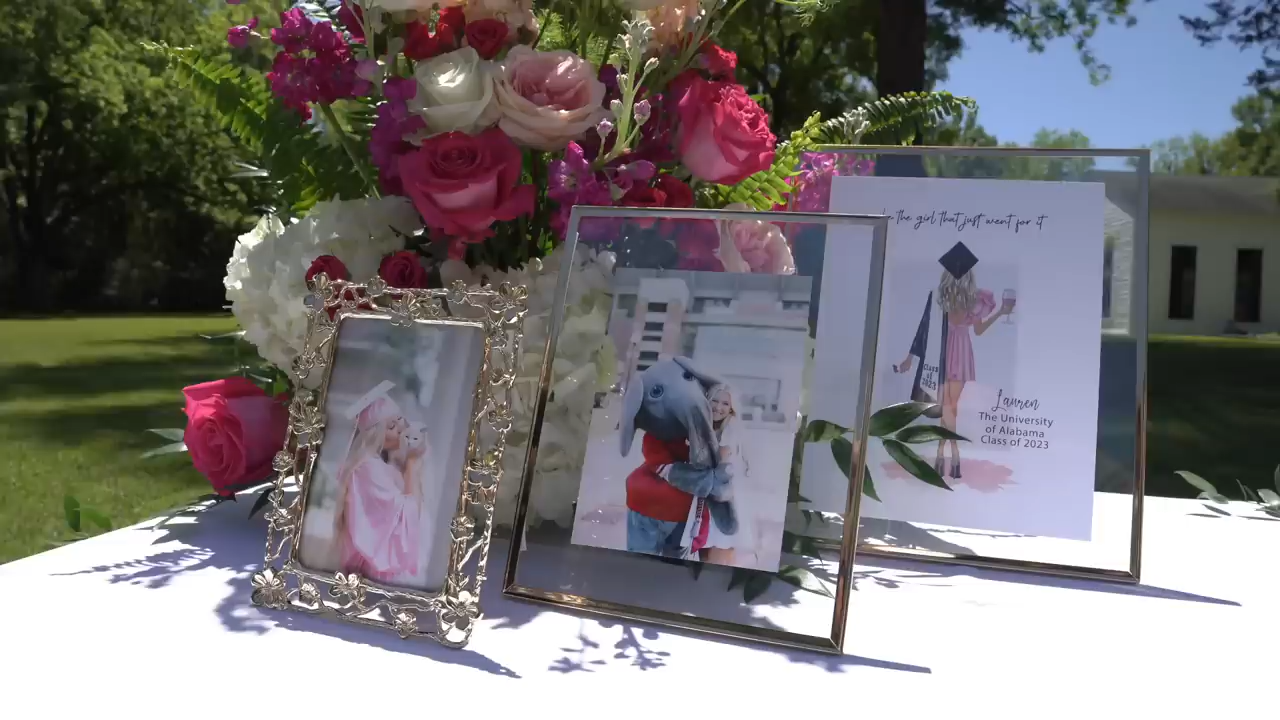 the girl that just went for it
CLASS
of
2023
Lauren
The University
of Alabama
Class of 2023